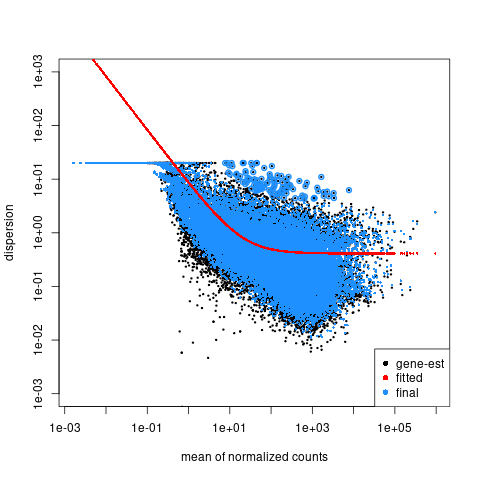 1e+03
1e+02
1e+01
1e+00
1e-01
1e-02
1e-03
dispersion
gene-est
fitted
final
1e-03
1e-01
1e+01
1e+03
1e+05
mean of normalized counts